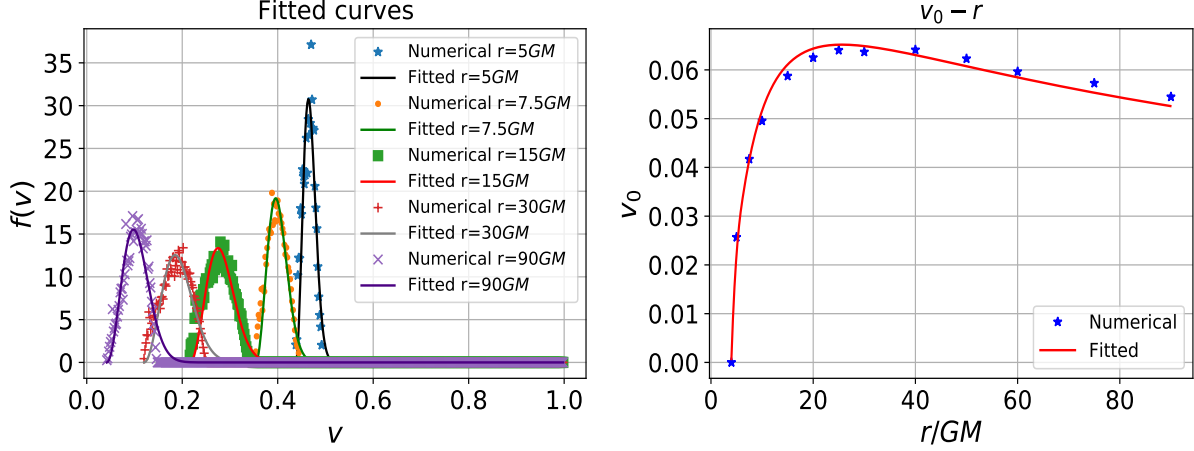 Fitted curves
f(v)
35
30
25
20
15
10
5
0
0.0 0.2 0.4 0.6 0.8 1.0
v
Numerical r=5GM
Fitted r=5GM
Numerical r=7.5GM
Fitted r=7.5GM
Numerical r=15GM
Fitted r=15GM
Numerical r=30GM
Fitted r=30GM
Numerical r=90GM
Fitted r=90GM
v₀ − r
v₀
0.06
0.05
0.04
0.03
0.02
0.01
0.00
0 20 40 60 80
r/GM
Numerical
Fitted